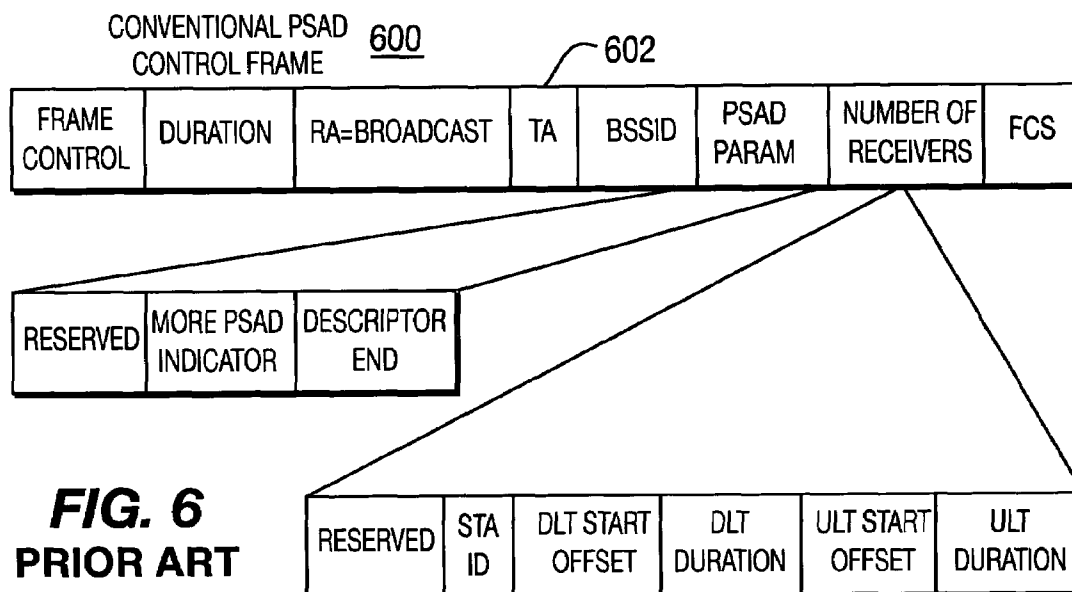 CONVENTIONAL PSAD
CONTROL FRAME
600
602
FRAME
CONTROL
DURATION
RA=BROADCAST
TA
BSSID
PSAD
PARAM
NUMBER OF
RECEIVERS
FCS
RESERVED
MORE PSAD
INDICATOR
DESCRIPTOR
END
RESERVED
STA
ID
DLT START
OFFSET
DLT
DURATION
ULT START
OFFSET
ULT
DURATION
FIG. 6
PRIOR ART